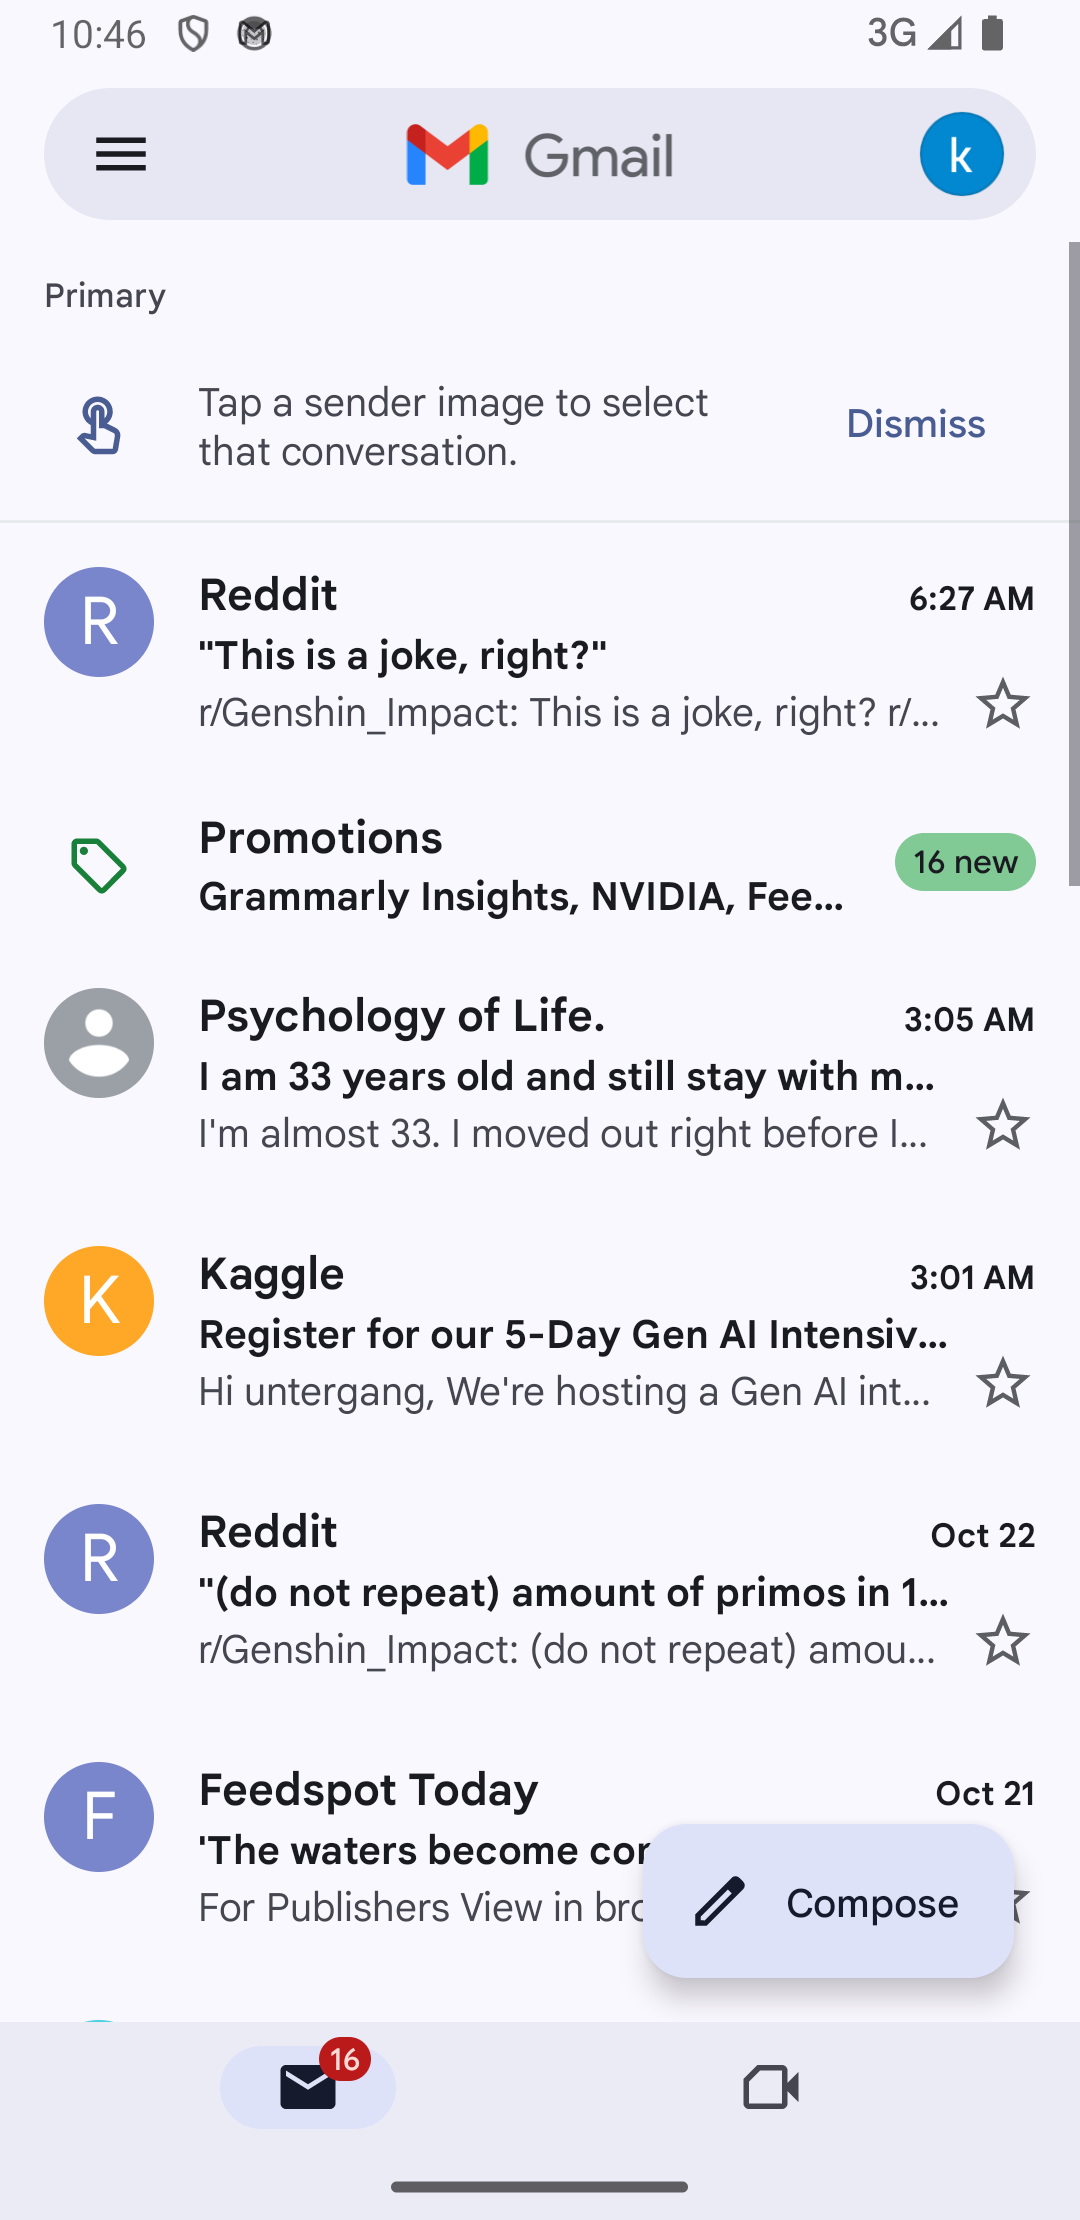 10:46
3G
Gmail
k
Primary
Tap a sender image to select
that conversation.
Dismiss
R
Reddit
6:27 AM
"This is a joke, right?"
r/Genshin_Impact: This is a joke, right? r/...
Promotions
16 new
Grammarly Insights, NVIDIA, Fee...
Psychology of Life.
3:05 AM
I am 33 years old and still stay with m...
I'm almost 33. I moved out right before I...
K
Kaggle
3:01 AM
Register for our 5-Day Gen AI Intensiv...
Hi untergang, We're hosting a Gen AI int...
R
Reddit
Oct 22
"(do not repeat) amount of primos in 1...
r/Genshin_Impact: (do not repeat) amou...
F
Feedspot Today
Oct 21
'The waters become
For Publishers View in
Compose
16